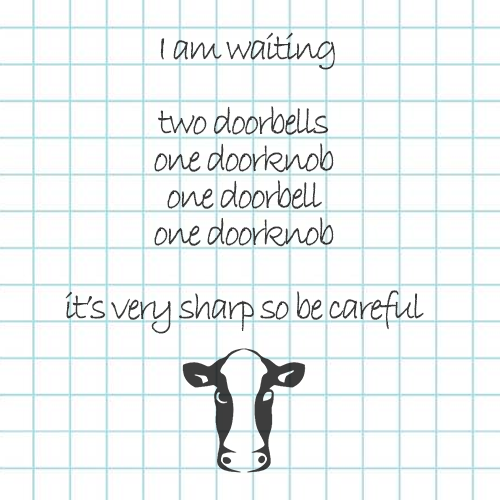 I am waiting
two doorbells
one doorknob
one doorbell
one doorknob
it's very sharp so be careful